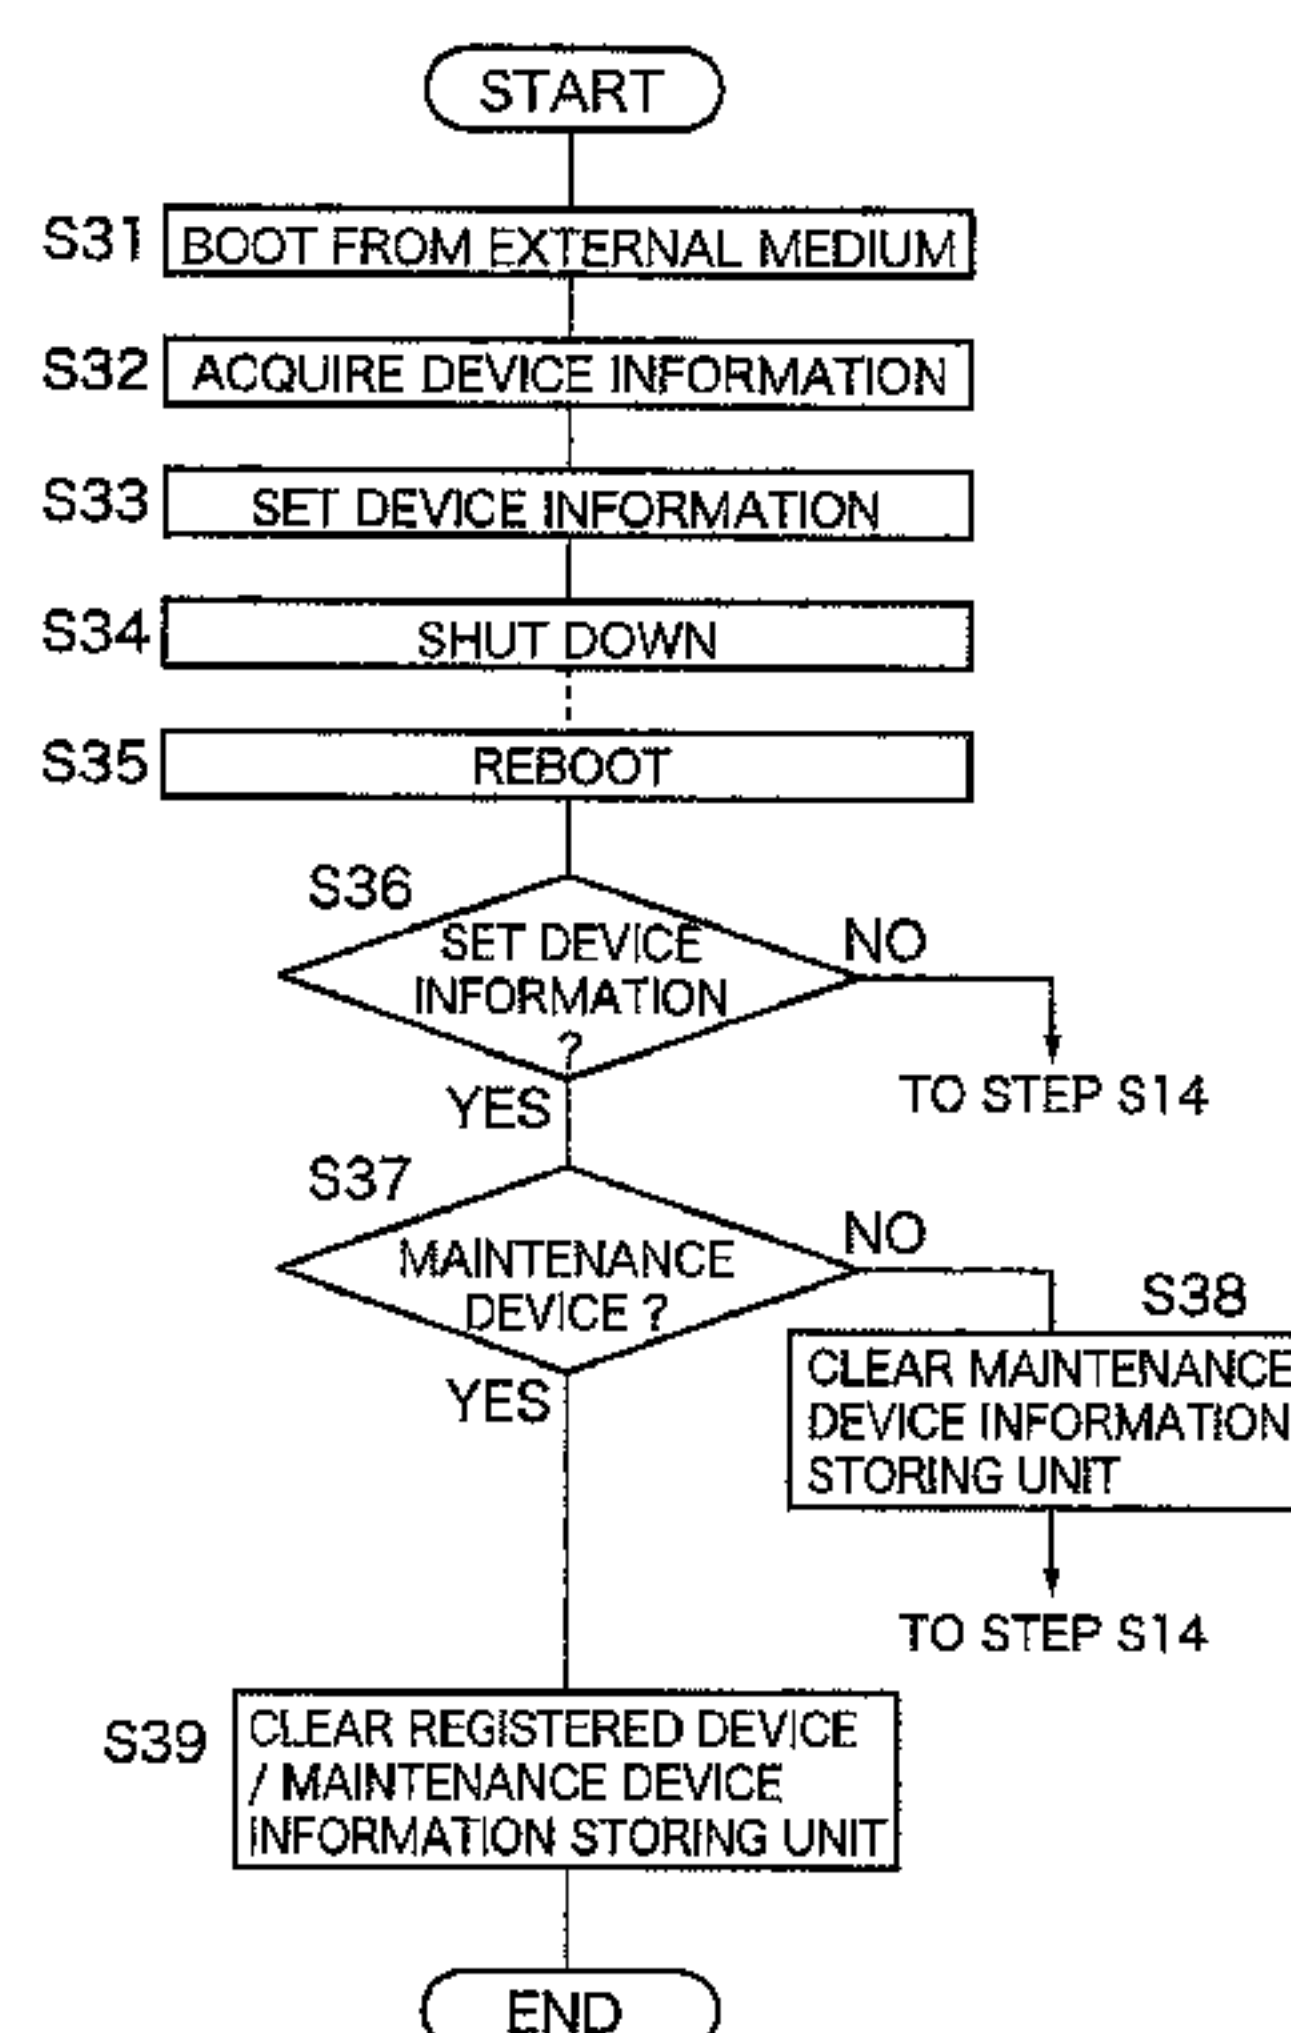 START
S31
BOOT FROM EXTERNAL MEDIUM
S32
ACQUIRE DEVICE INFORMATION
S33
SET DEVICE INFORMATION
S34
SHUT DOWN
S35
REBOOT
S36
SET DEVICE
INFORMATION
?
NO
TO STEP S14
YES
S37
MAINTENANCE
DEVICE ?
NO
YES
S38
CLEAR MAINTENANCE
DEVICE INFORMATION
STORING UNIT
TO STEP S14
S39
CLEAR REGISTERED DEVICE
/ MAINTENANCE DEVICE
INFORMATION STORING UNIT
END